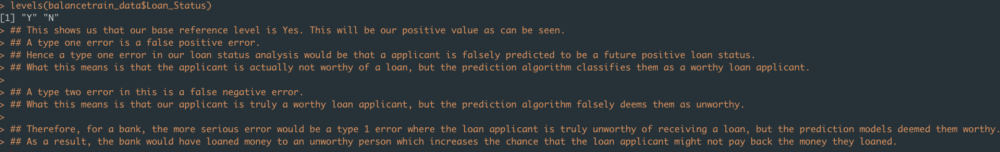 > levels(balancetrain_data$Loan_Status)
[1] "Y" "N"
> ## This shows us that our base reference level is Yes. This will be our positive value as can be seen.
> ## A type one error is a false positive error.
> ## Hence a type one error in our loan status analysis would be that a applicant is falsely predicted to be a future positive loan status.
> ## What this means is that the applicant is actually not worthy of a loan, but the prediction algorithm classifies them as a worthy loan applicant.
>
> ## A type two error in this is a false negative error.
> ## What this means is that our applicant is truly a worthy loan applicant, but the prediction algorithm falsely deems them as unworthy.
>
> ## Therefore, for a bank, the more serious error would be a type 1 error where the loan applicant is truly unworthy of receiving a loan, but the prediction models deemed them worthy.
> ## As a result, the bank would have loaned money to an unworthy person which increases the chance that the loan applicant might not pay back the money they loaned.